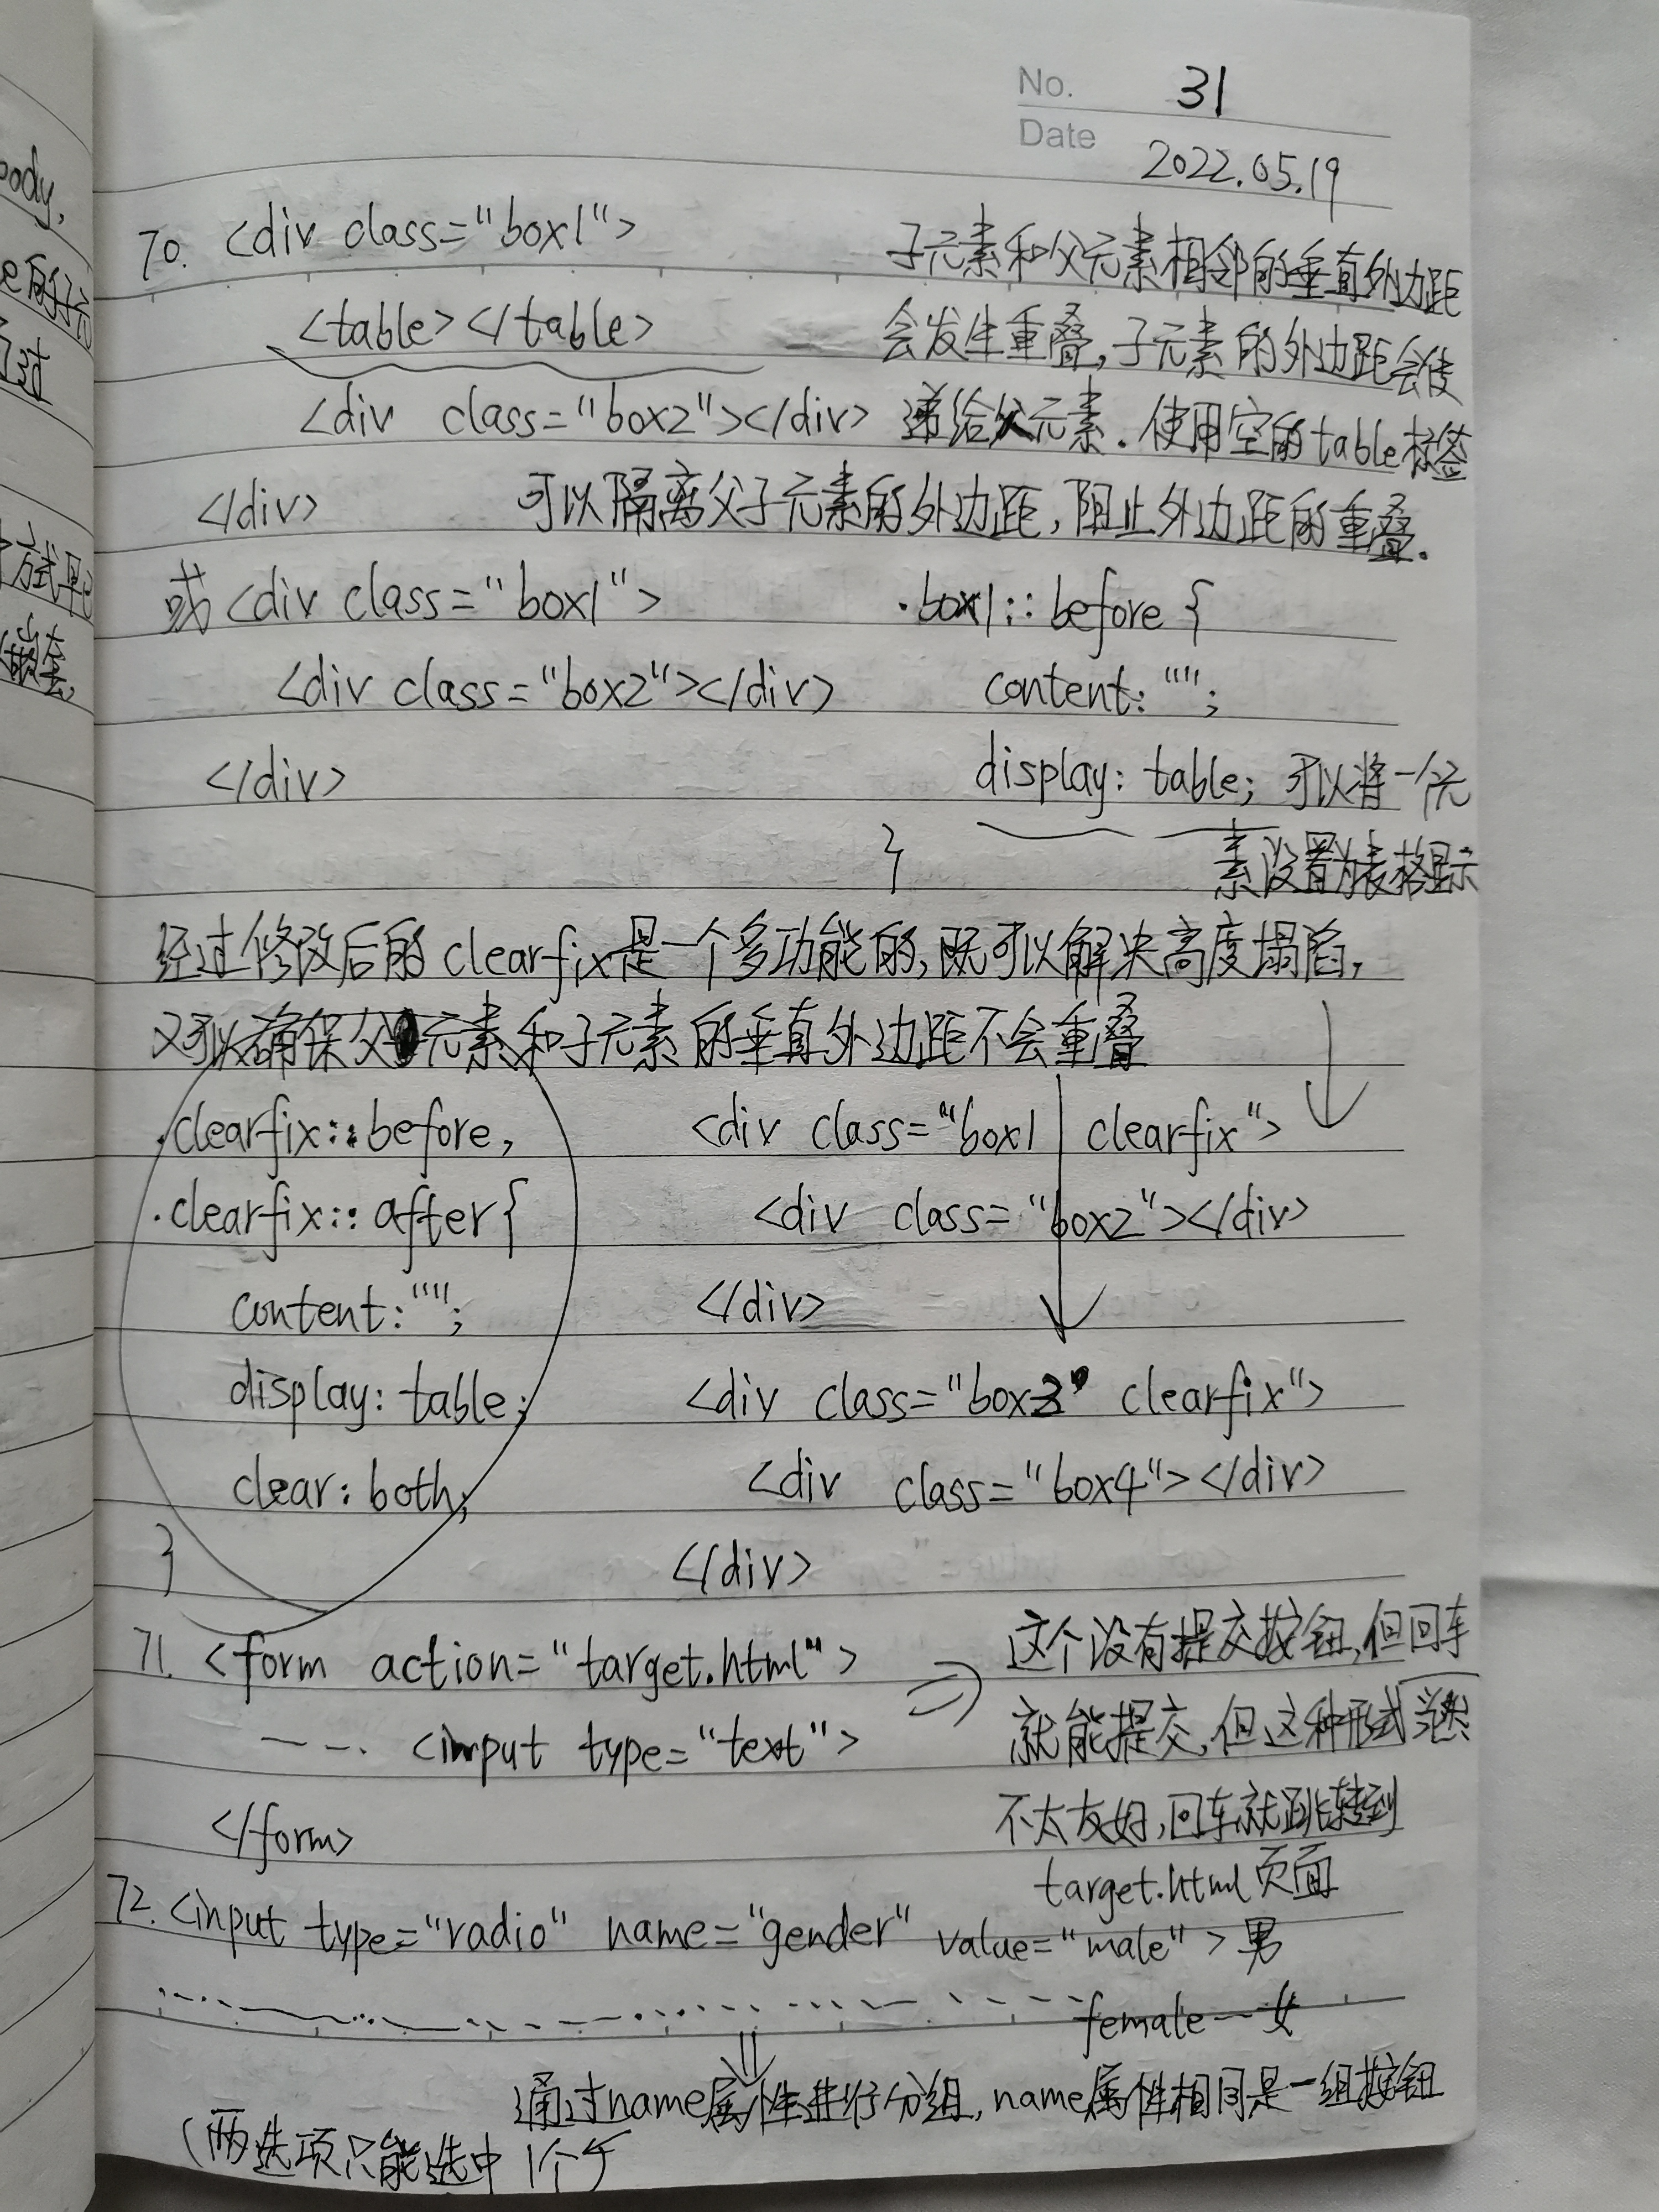 No. 31
Date 2022.05.19
70. <div class="box1"> 子元素和父元素相邻的垂直外边距
<table></table> 会发生重叠,子元素的外边距会传
<div class="box2"></div> 递给父元素.使用空的table标签
</div> 可以隔离父子元素的外边距,阻止外边距的重叠.
或 <div class="box1"> .box1::before {
<div class="box2"></div> content: "";
</div> display: table; 可以将一个元
} 素设置为表格显示
经过修改后的clearfix是一个多功能的,既可以解决高度塌陷,
又可以确保父元素和子元素的垂直外边距不会重叠
.clearfix::before, <div class="box1 clearfix">
.clearfix::after{ <div class="box2"></div>
content:""; </div>
display: table; <div class="box3" clearfix">
clear: both; <div class="box4"></div>
} </div>
71. <form action="target.html"> => 这个没有提交按钮,但回车
--- <input type="text"> 就能提交,但这种形式
</form> 不太友好,回车就跳转到
target.html页面
72. <input type="radio" name="gender" value="male">男
female 女
通过name属性进行分组,name属性相同是一组按钮
(两选项只能选中1个
body,
e的子元
过
方式是
嵌套,